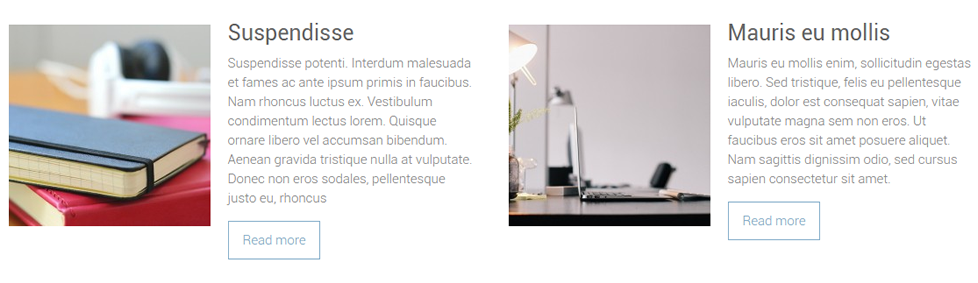 Suspendisse
Suspendisse potenti. Interdum malesuada
et fames ac ante ipsum primis in faucibus.
Nam rhoncus luctus ex. Vestibulum
condimentum lectus lorem. Quisque
ornare libero vel accumsan bibendum.
Aenean gravida tristique nulla at vulputate.
Donec non eros sodales, pellentesque
justo eu, rhoncus
Read more
Mauris eu mollis
Mauris eu mollis enim, sollicitudin egestas
libero. Sed tristique, felis eu pellentesque
iaculis, dolor est consequat sapien, vitae
vulputate magna sem non eros. Ut
faucibus eros sit amet posuere aliquet.
Nam sagittis dignissim odio, sed cursus
sapien consectetur sit amet.
Read more